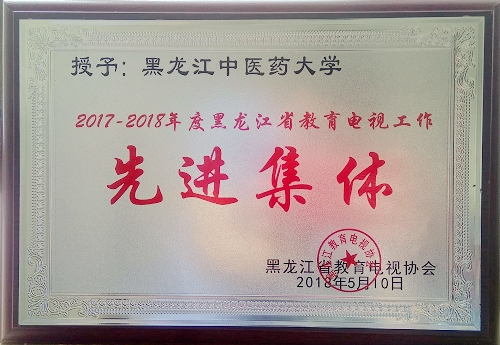 授予：黑龙江中医药大学
2017-2018年度黑龙江省教育电视工作
先进集体
黑龙江省教育电视协会
2018年5月10日